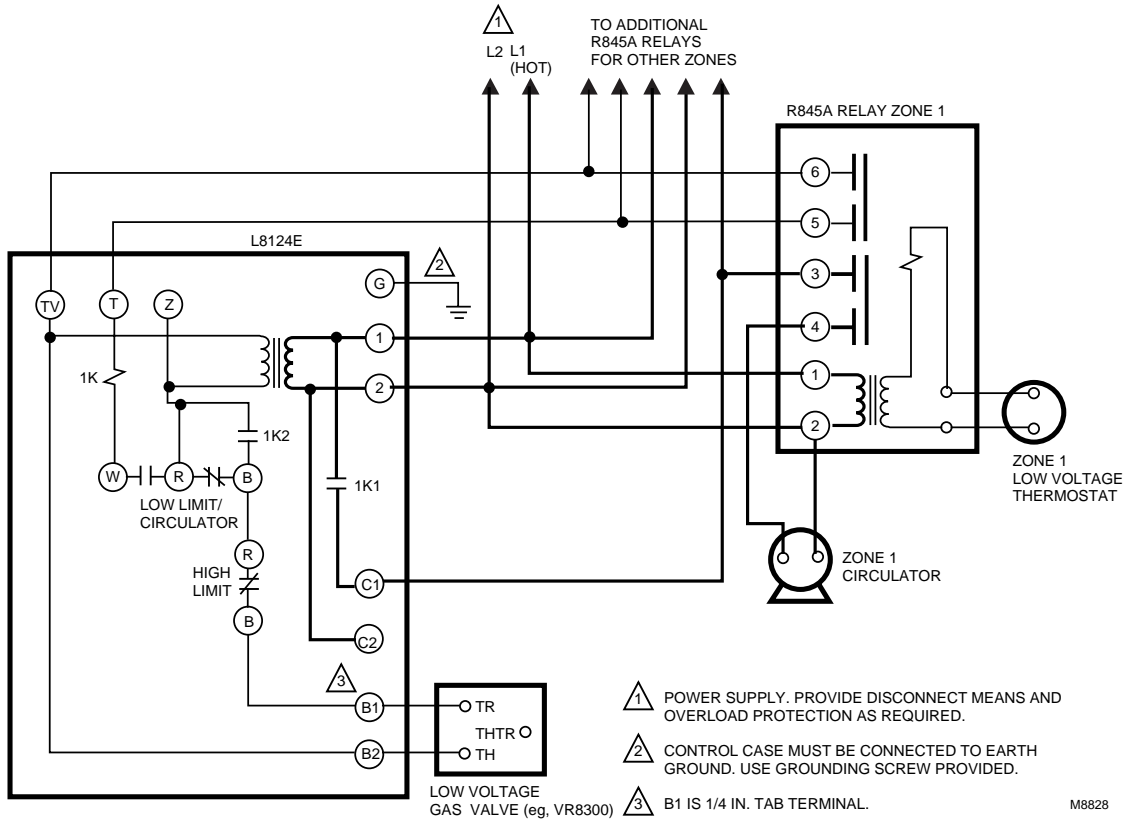 1
L2 L1
(HOT)
TO ADDITIONAL
R845A RELAYS
FOR OTHER ZONES
R845A RELAY ZONE 1
6
5
3
4
1
2
ZONE 1
LOW VOLTAGE
THERMOSTAT
ZONE 1
CIRCULATOR
L8124E
2
TV
T
Z
G
1
2
1K
1K2
W
R
B
LOW LIMIT/
CIRCULATOR
1K1
R
HIGH
LIMIT
B
C1
C2
3
B1
B2
TR
THTR
TH
LOW VOLTAGE
GAS VALVE (eg, VR8300)
1 POWER SUPPLY. PROVIDE DISCONNECT MEANS AND
OVERLOAD PROTECTION AS REQUIRED.
2 CONTROL CASE MUST BE CONNECTED TO EARTH
GROUND. USE GROUNDING SCREW PROVIDED.
3 B1 IS 1/4 IN. TAB TERMINAL.
M8828